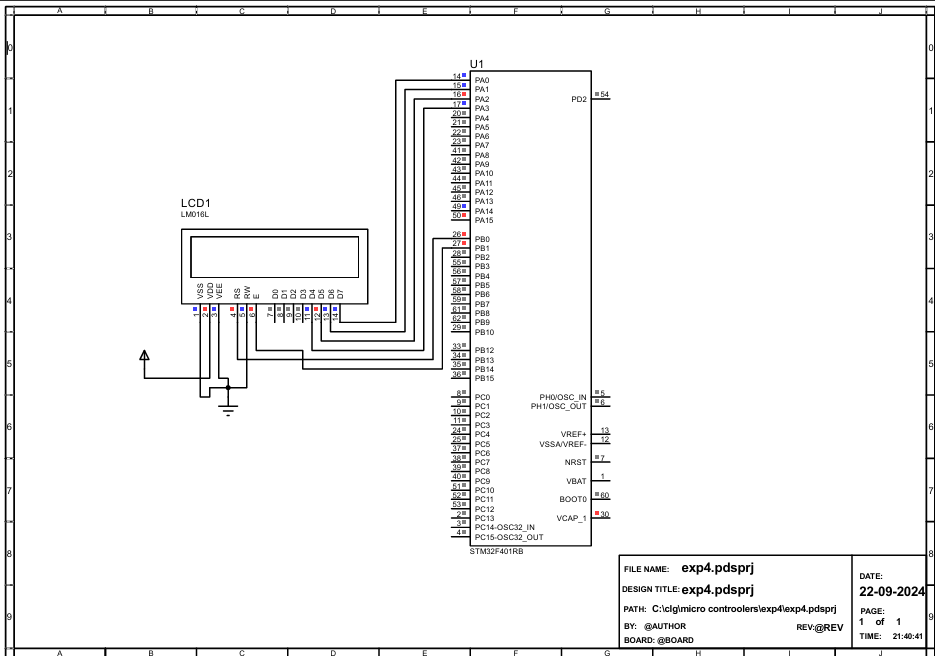 A B C D E F G H I J
0 0
1 1
2 2
3 3
4 4
5 5
6 6
7 7
8 8
9 9
U1
14 PA0
15 PA1
16 PA2
17 PA3
20 PA4
21 PA5
22 PA6
23 PA7
41 PA8
42 PA9
43 PA10
44 PA11
45 PA12
46 PA13
49 PA14
50 PA15
26 PB0
27 PB1
28 PB2
55 PB3
56 PB4
57 PB5
58 PB6
59 PB7
61 PB8
62 PB9
29 PB10
33 PB12
34 PB13
35 PB14
36 PB15
8 PC0
9 PC1
10 PC2
11 PC3
24 PC4
25 PC5
37 PC6
38 PC7
39 PC8
40 PC9
51 PC10
52 PC11
53 PC12
2 PC13
3 PC14-OSC32_IN
4 PC15-OSC32_OUT
PD2 54
PH0/OSC_IN 5
PH1/OSC_OUT 6
VREF+ 13
VSSA/VREF- 12
NRST 7
VBAT 1
BOOT0 60
VCAP_1 30
STM32F401RB
LCD1
LM016L
VSS VDD VEE RS RW E D0 D1 D2 D3 D4 D5 D6 D7
1 2 3 4 5 6 7 8 9 10 11 12 13 14
FILE NAME: exp4.pdsprj
DESIGN TITLE: exp4.pdsprj
PATH: C:\clg\micro controolers\exp4\exp4.pdsprj
BY: @AUTHOR REV:@REV
BOARD: @BOARD
DATE:
22-09-2024
PAGE:
1 of 1
TIME: 21:40:41
A B C D E F G H I J